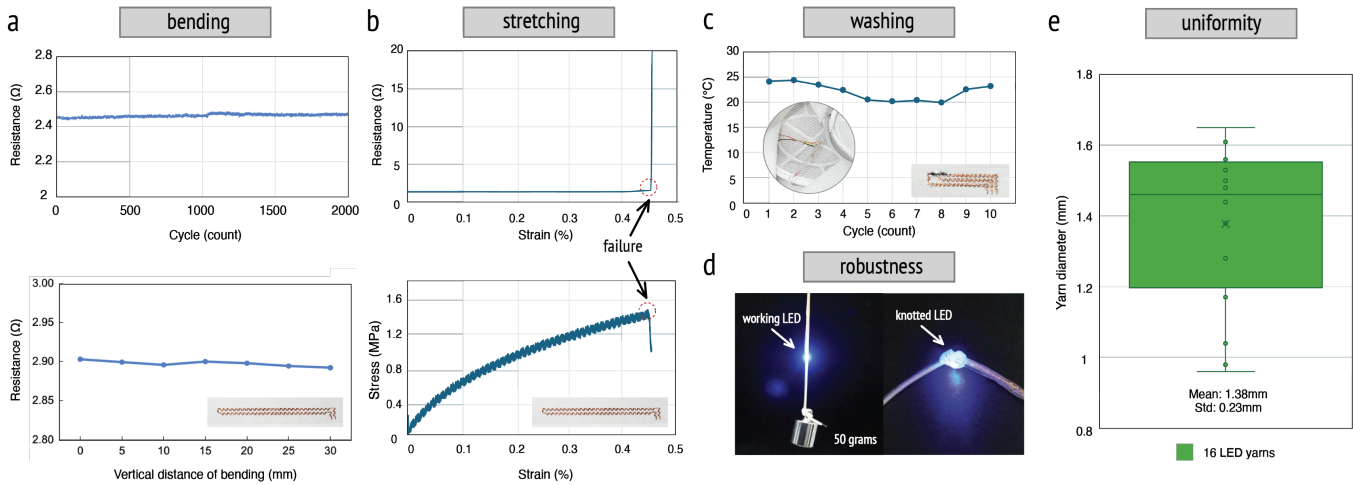 a
bending
2.8
2.6
2.4
2.2
2
Resistance (Ω)
0
500
1000
1500
2000
Cycle (count)
3.00
2.95
2.90
2.85
2.80
Resistance (Ω)
0
5
10
15
20
25
30
Vertical distance of bending (mm)
b
stretching
20
15
10
5
0
Resistance (Ω)
0
0.1
0.2
0.3
0.4
0.5
Strain (%)
failure
1.6
1.2
0.8
0.4
0
Stress (MPa)
0
0.1
0.2
0.3
0.4
0.5
Strain (%)
c
washing
30
25
20
15
10
5
0
Temperature (°C)
1
2
3
4
5
6
7
8
9
10
Cycle (count)
d
robustness
working LED
50 grams
knotted LED
e
uniformity
1.8
1.6
1.4
1.2
1
0.8
Yarn diameter (mm)
Mean: 1.38mm
Std: 0.23mm
16 LED yarns